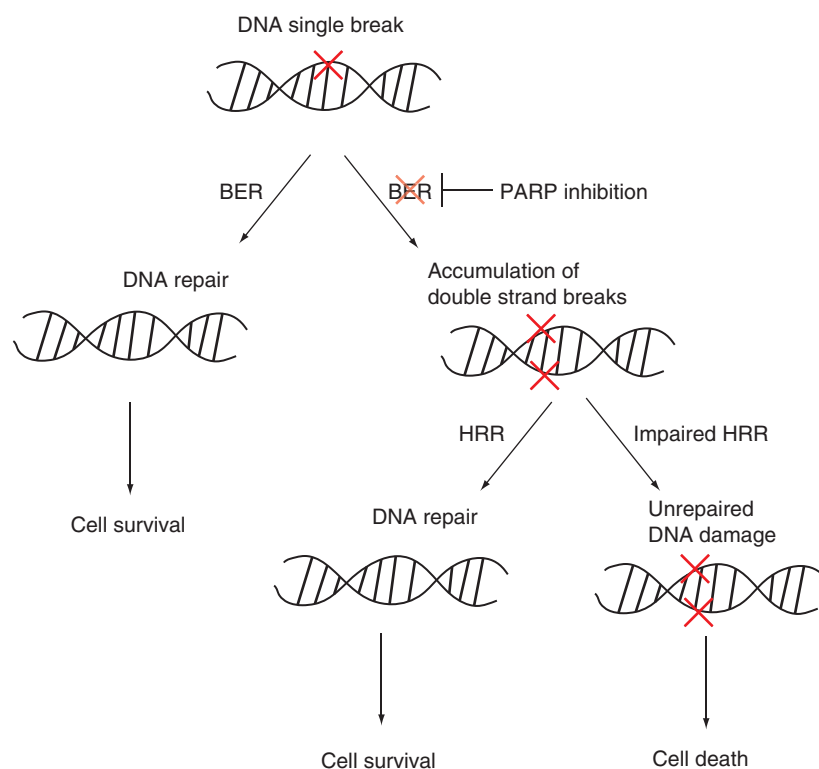 DNA single break
BER
BER
PARP inhibition
DNA repair
Accumulation of
double strand breaks
Cell survival
HRR
Impaired HRR
DNA repair
Unrepaired
DNA damage
Cell survival
Cell death